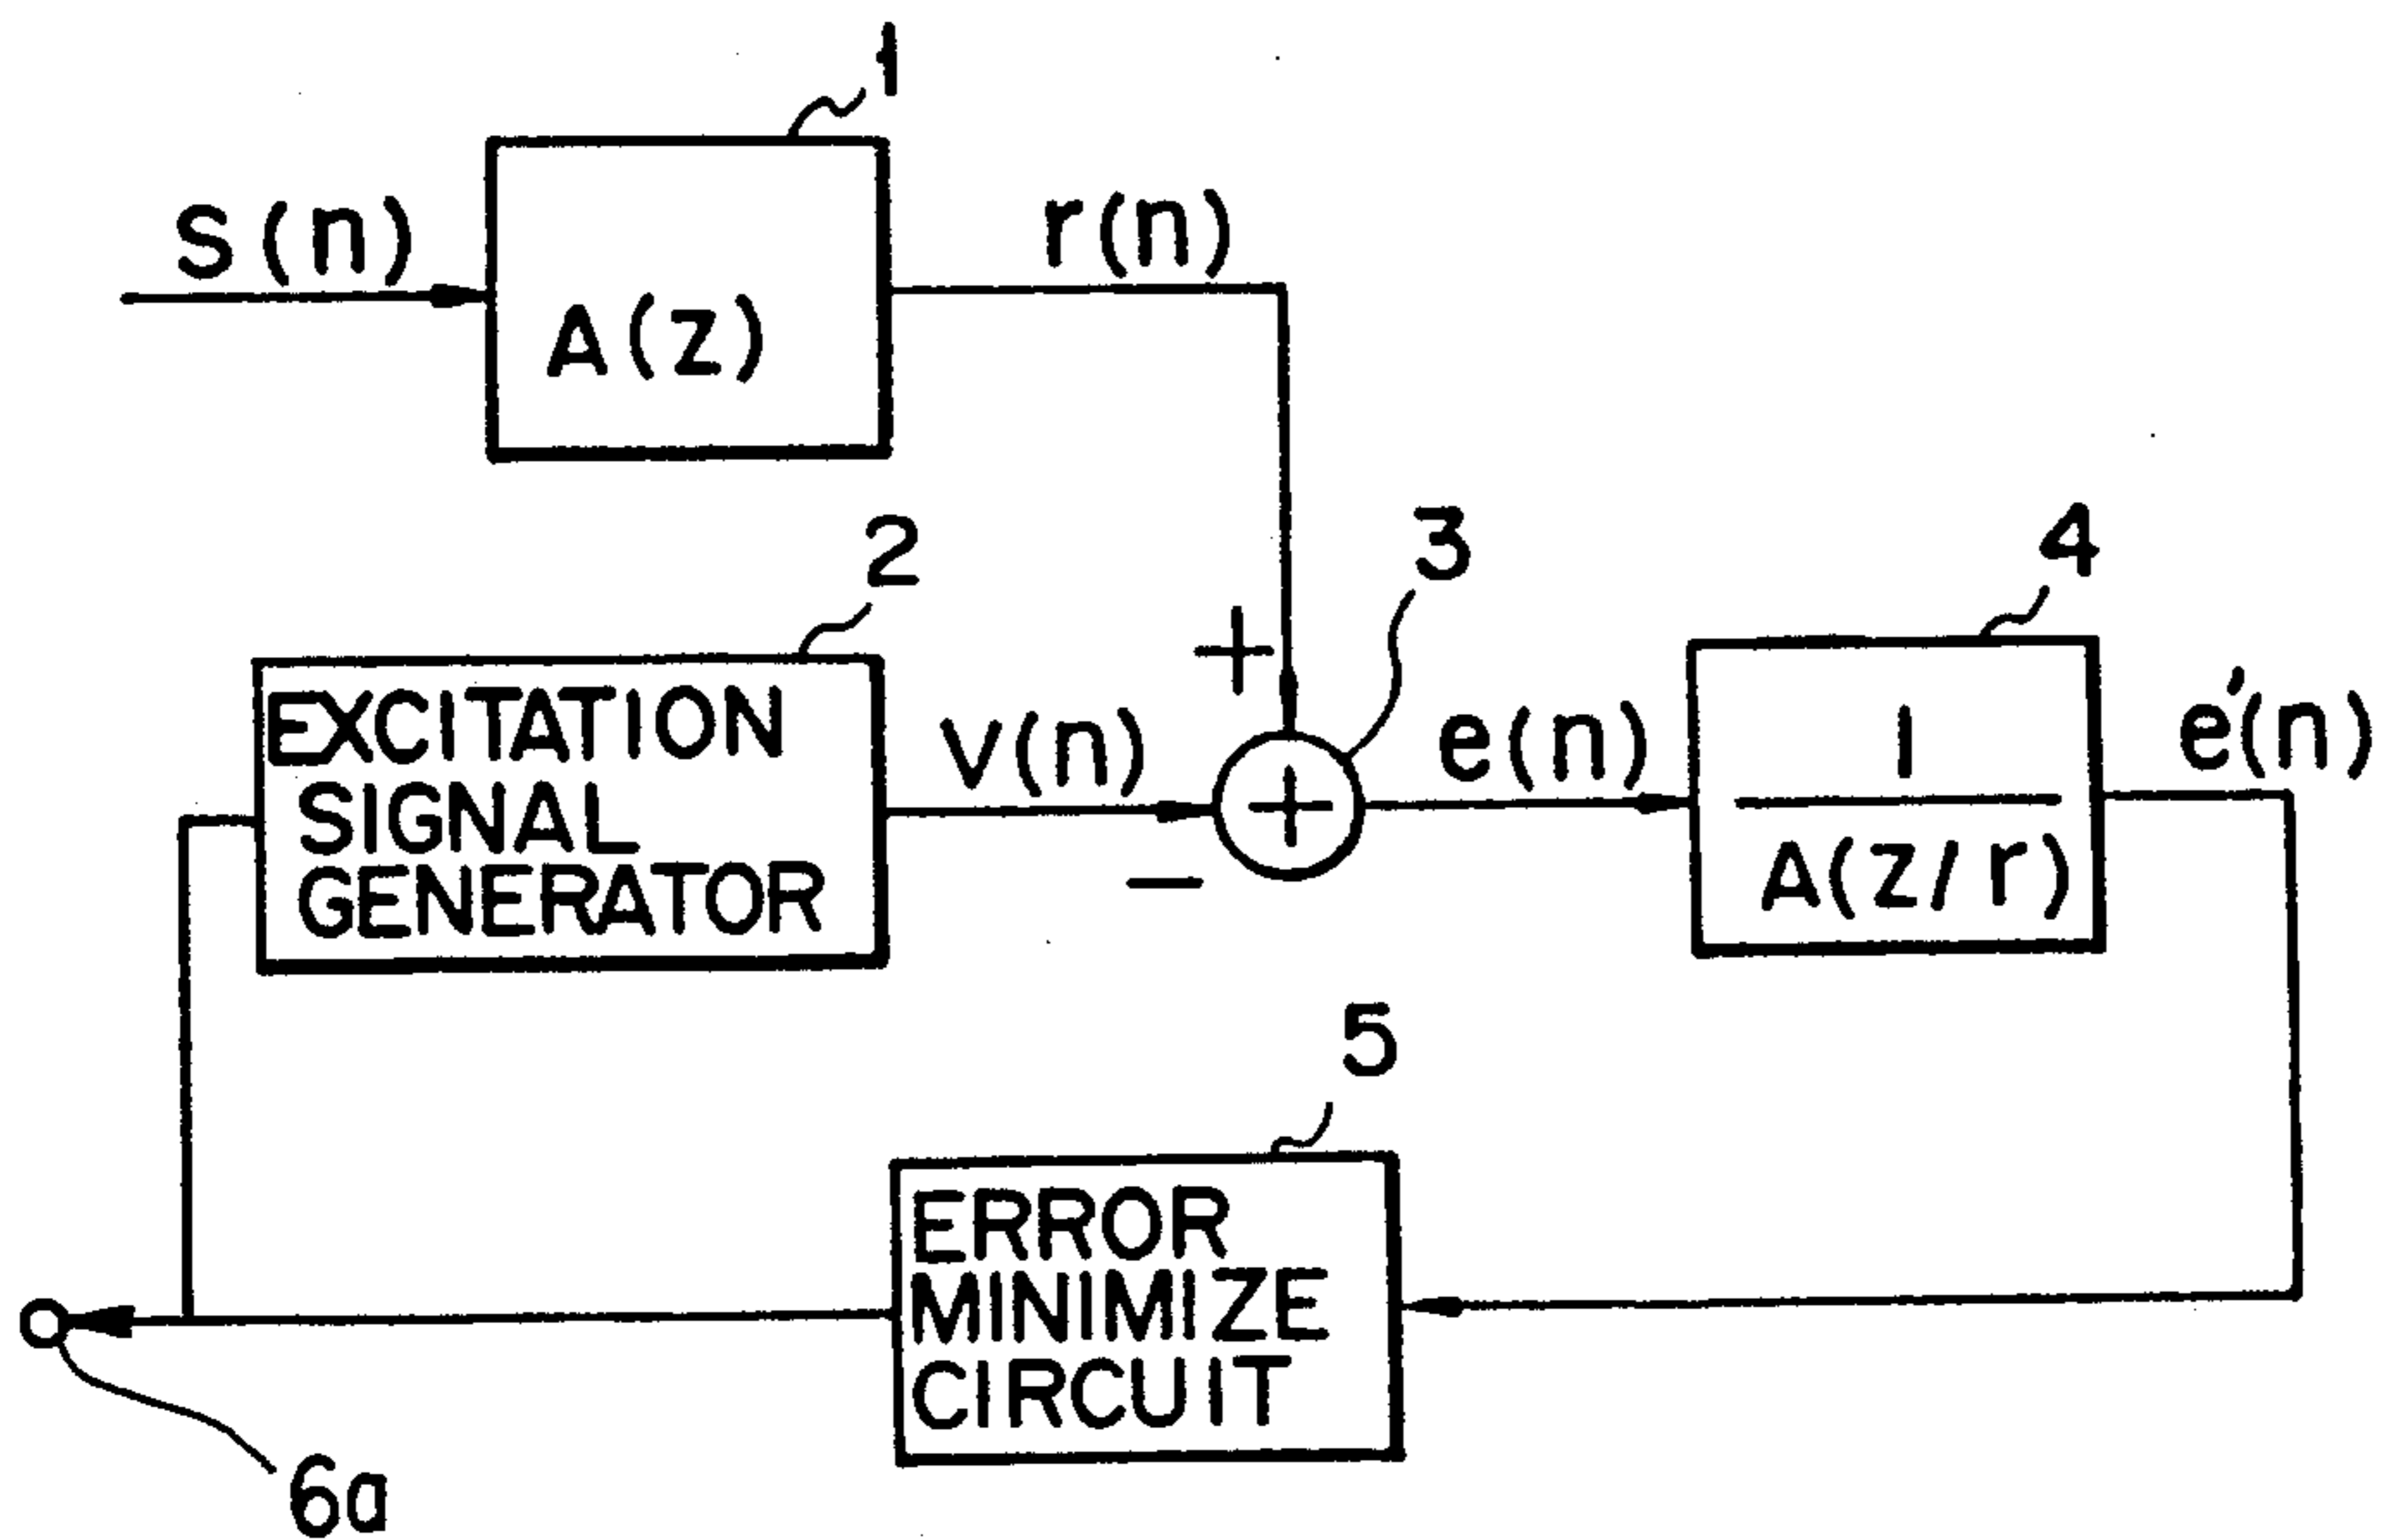 1
S(n)
A(Z)
r(n)
2
EXCITATION
SIGNAL
GENERATOR
V(n)
+
−
3
+
e(n)
4
1
A(Z/r)
e'(n)
5
ERROR
MINIMIZE
CIRCUIT
6a